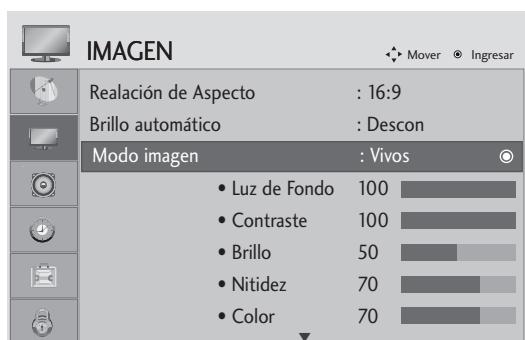 IMAGEN
Mover Ingresar
Realación de Aspecto : 16:9
Brillo automático : Descon
Modo imagen : Vivos
• Luz de Fondo 100
• Contraste 100
• Brillo 50
• Nitidez 70
• Color 70